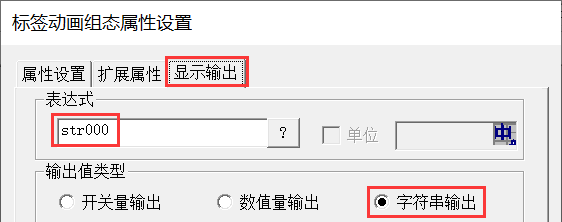 标签动画组态属性设置
属性设置 扩展属性 显示输出
表达式
str000 ? 单位 中
输出值类型
开关量输出 数值量输出 字符串输出